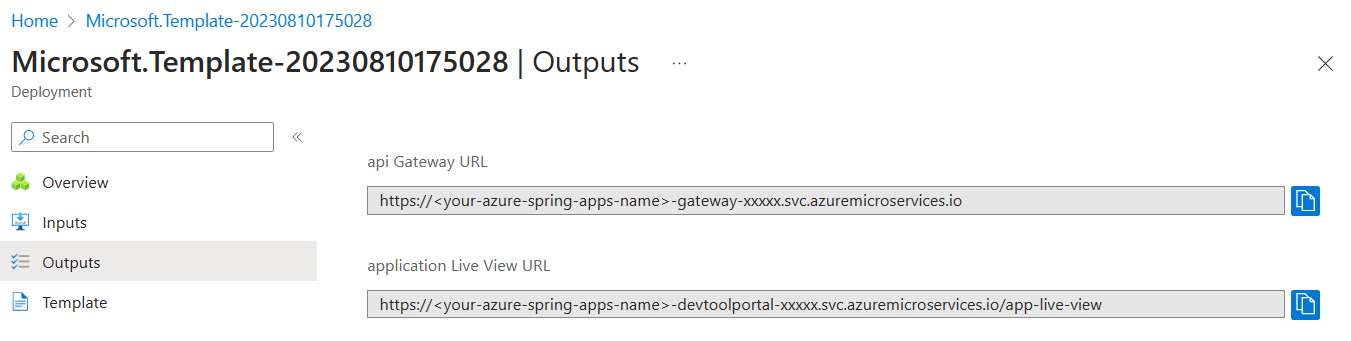 Home > Microsoft.Template-20230810175028
Microsoft.Template-20230810175028 | Outputs ...
Deployment
Search
Overview
Inputs
Outputs
Template
api Gateway URL
https://<your-azure-spring-apps-name>-gateway-xxxxx.svc.azuremicroservices.io
application Live View URL
https://<your-azure-spring-apps-name>-devtoolportal-xxxxx.svc.azuremicroservices.io/app-live-view